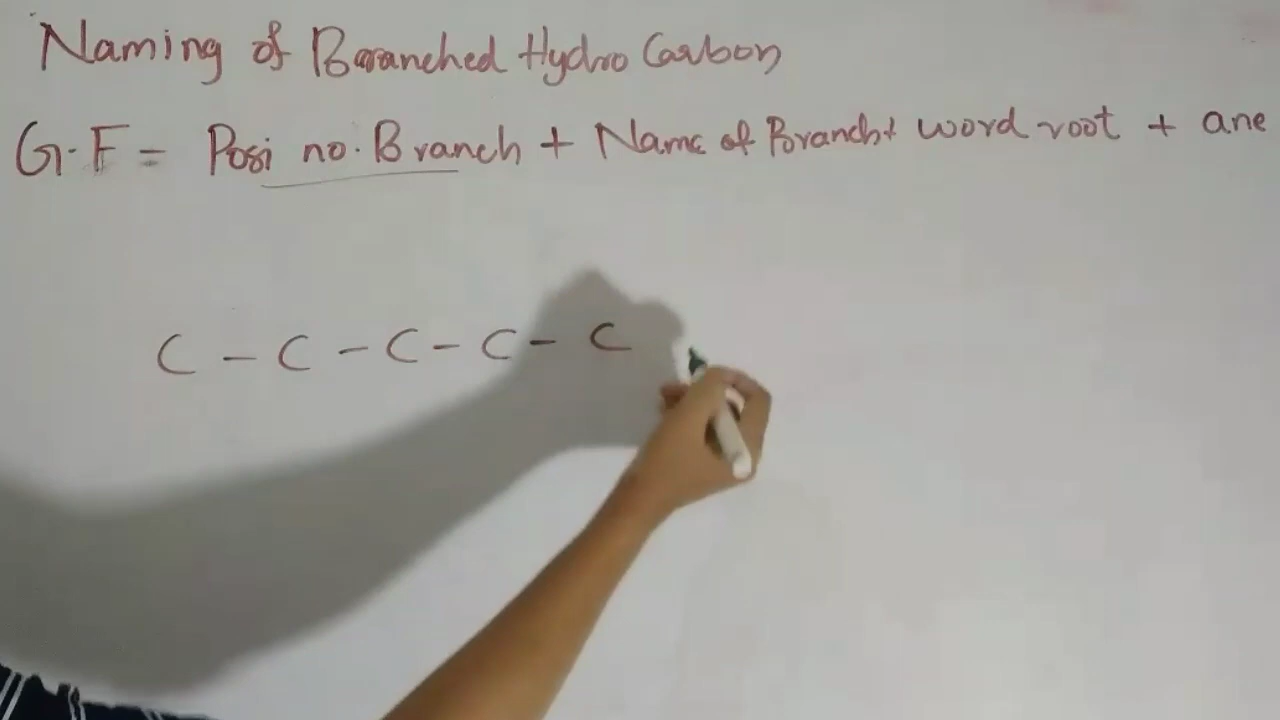 Naming of Branched Hydro Carbon
G.F = Posi no. Branch + Name of Branch + word root + ane
C - C - C - C - C